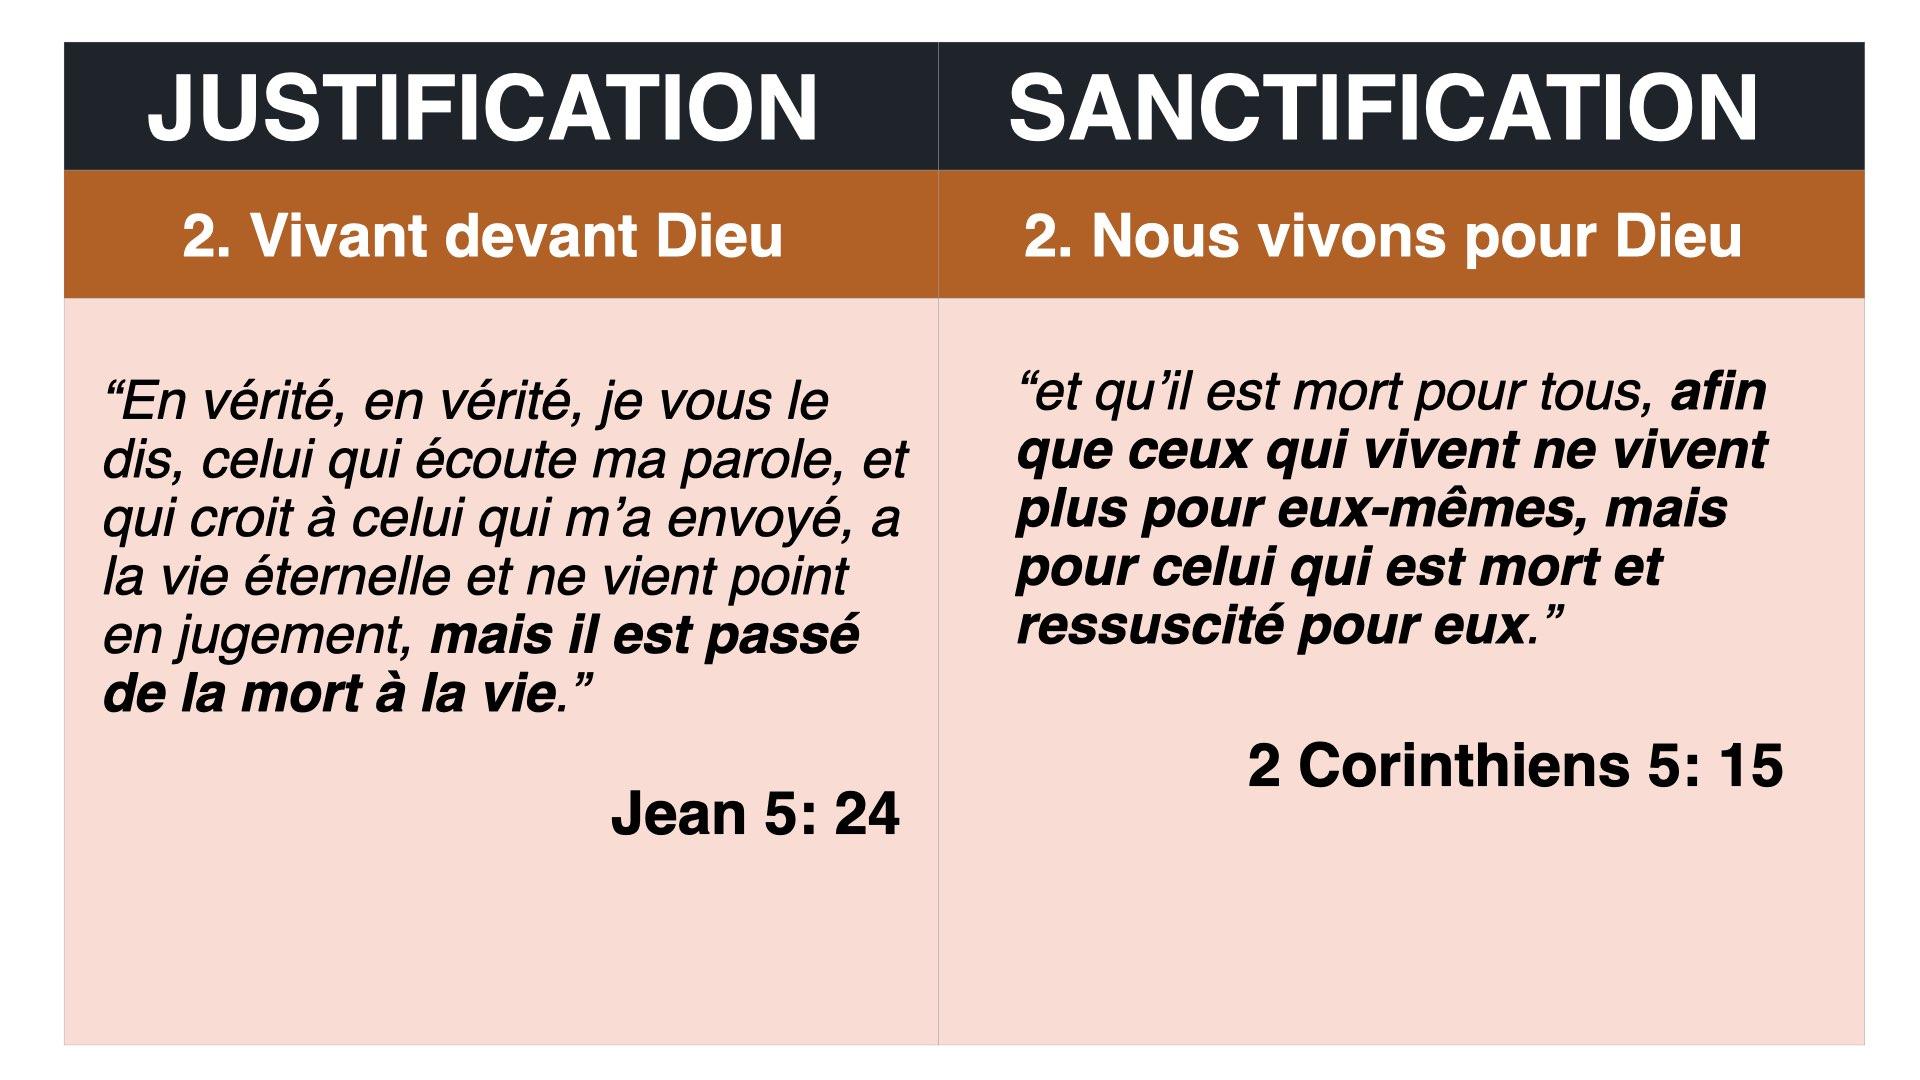 JUSTIFICATION
SANCTIFICATION
2. Vivant devant Dieu
2. Nous vivons pour Dieu
“En vérité, en vérité, je vous le
dis, celui qui écoute ma parole, et
qui croit à celui qui m’a envoyé, a
la vie éternelle et ne vient point
en jugement, mais il est passé
de la mort à la vie.”
Jean 5: 24
“et qu’il est mort pour tous, afin
que ceux qui vivent ne vivent
plus pour eux-mêmes, mais
pour celui qui est mort et
ressuscité pour eux.”
2 Corinthiens 5: 15